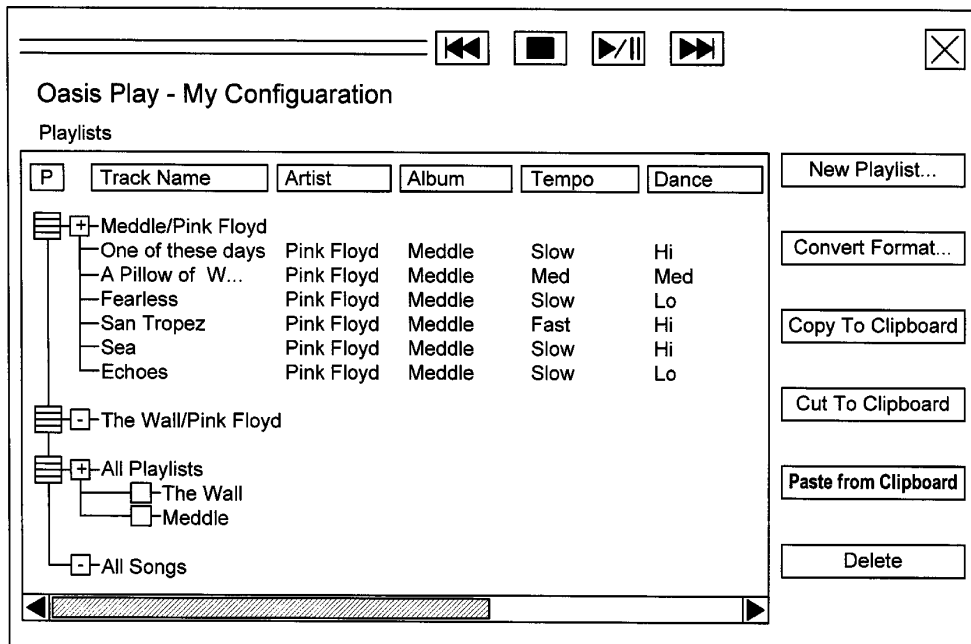 Oasis Play - My Configuaration
Playlists
P Track Name Artist Album Tempo Dance
+ Meddle/Pink Floyd
One of these days Pink Floyd Meddle Slow Hi
A Pillow of W... Pink Floyd Meddle Med Med
Fearless Pink Floyd Meddle Slow Lo
San Tropez Pink Floyd Meddle Fast Hi
Sea Pink Floyd Meddle Slow Hi
Echoes Pink Floyd Meddle Slow Lo
- The Wall/Pink Floyd
+ All Playlists
The Wall
Meddle
- All Songs
New Playlist...
Convert Format...
Copy To Clipboard
Cut To Clipboard
Paste from Clipboard
Delete